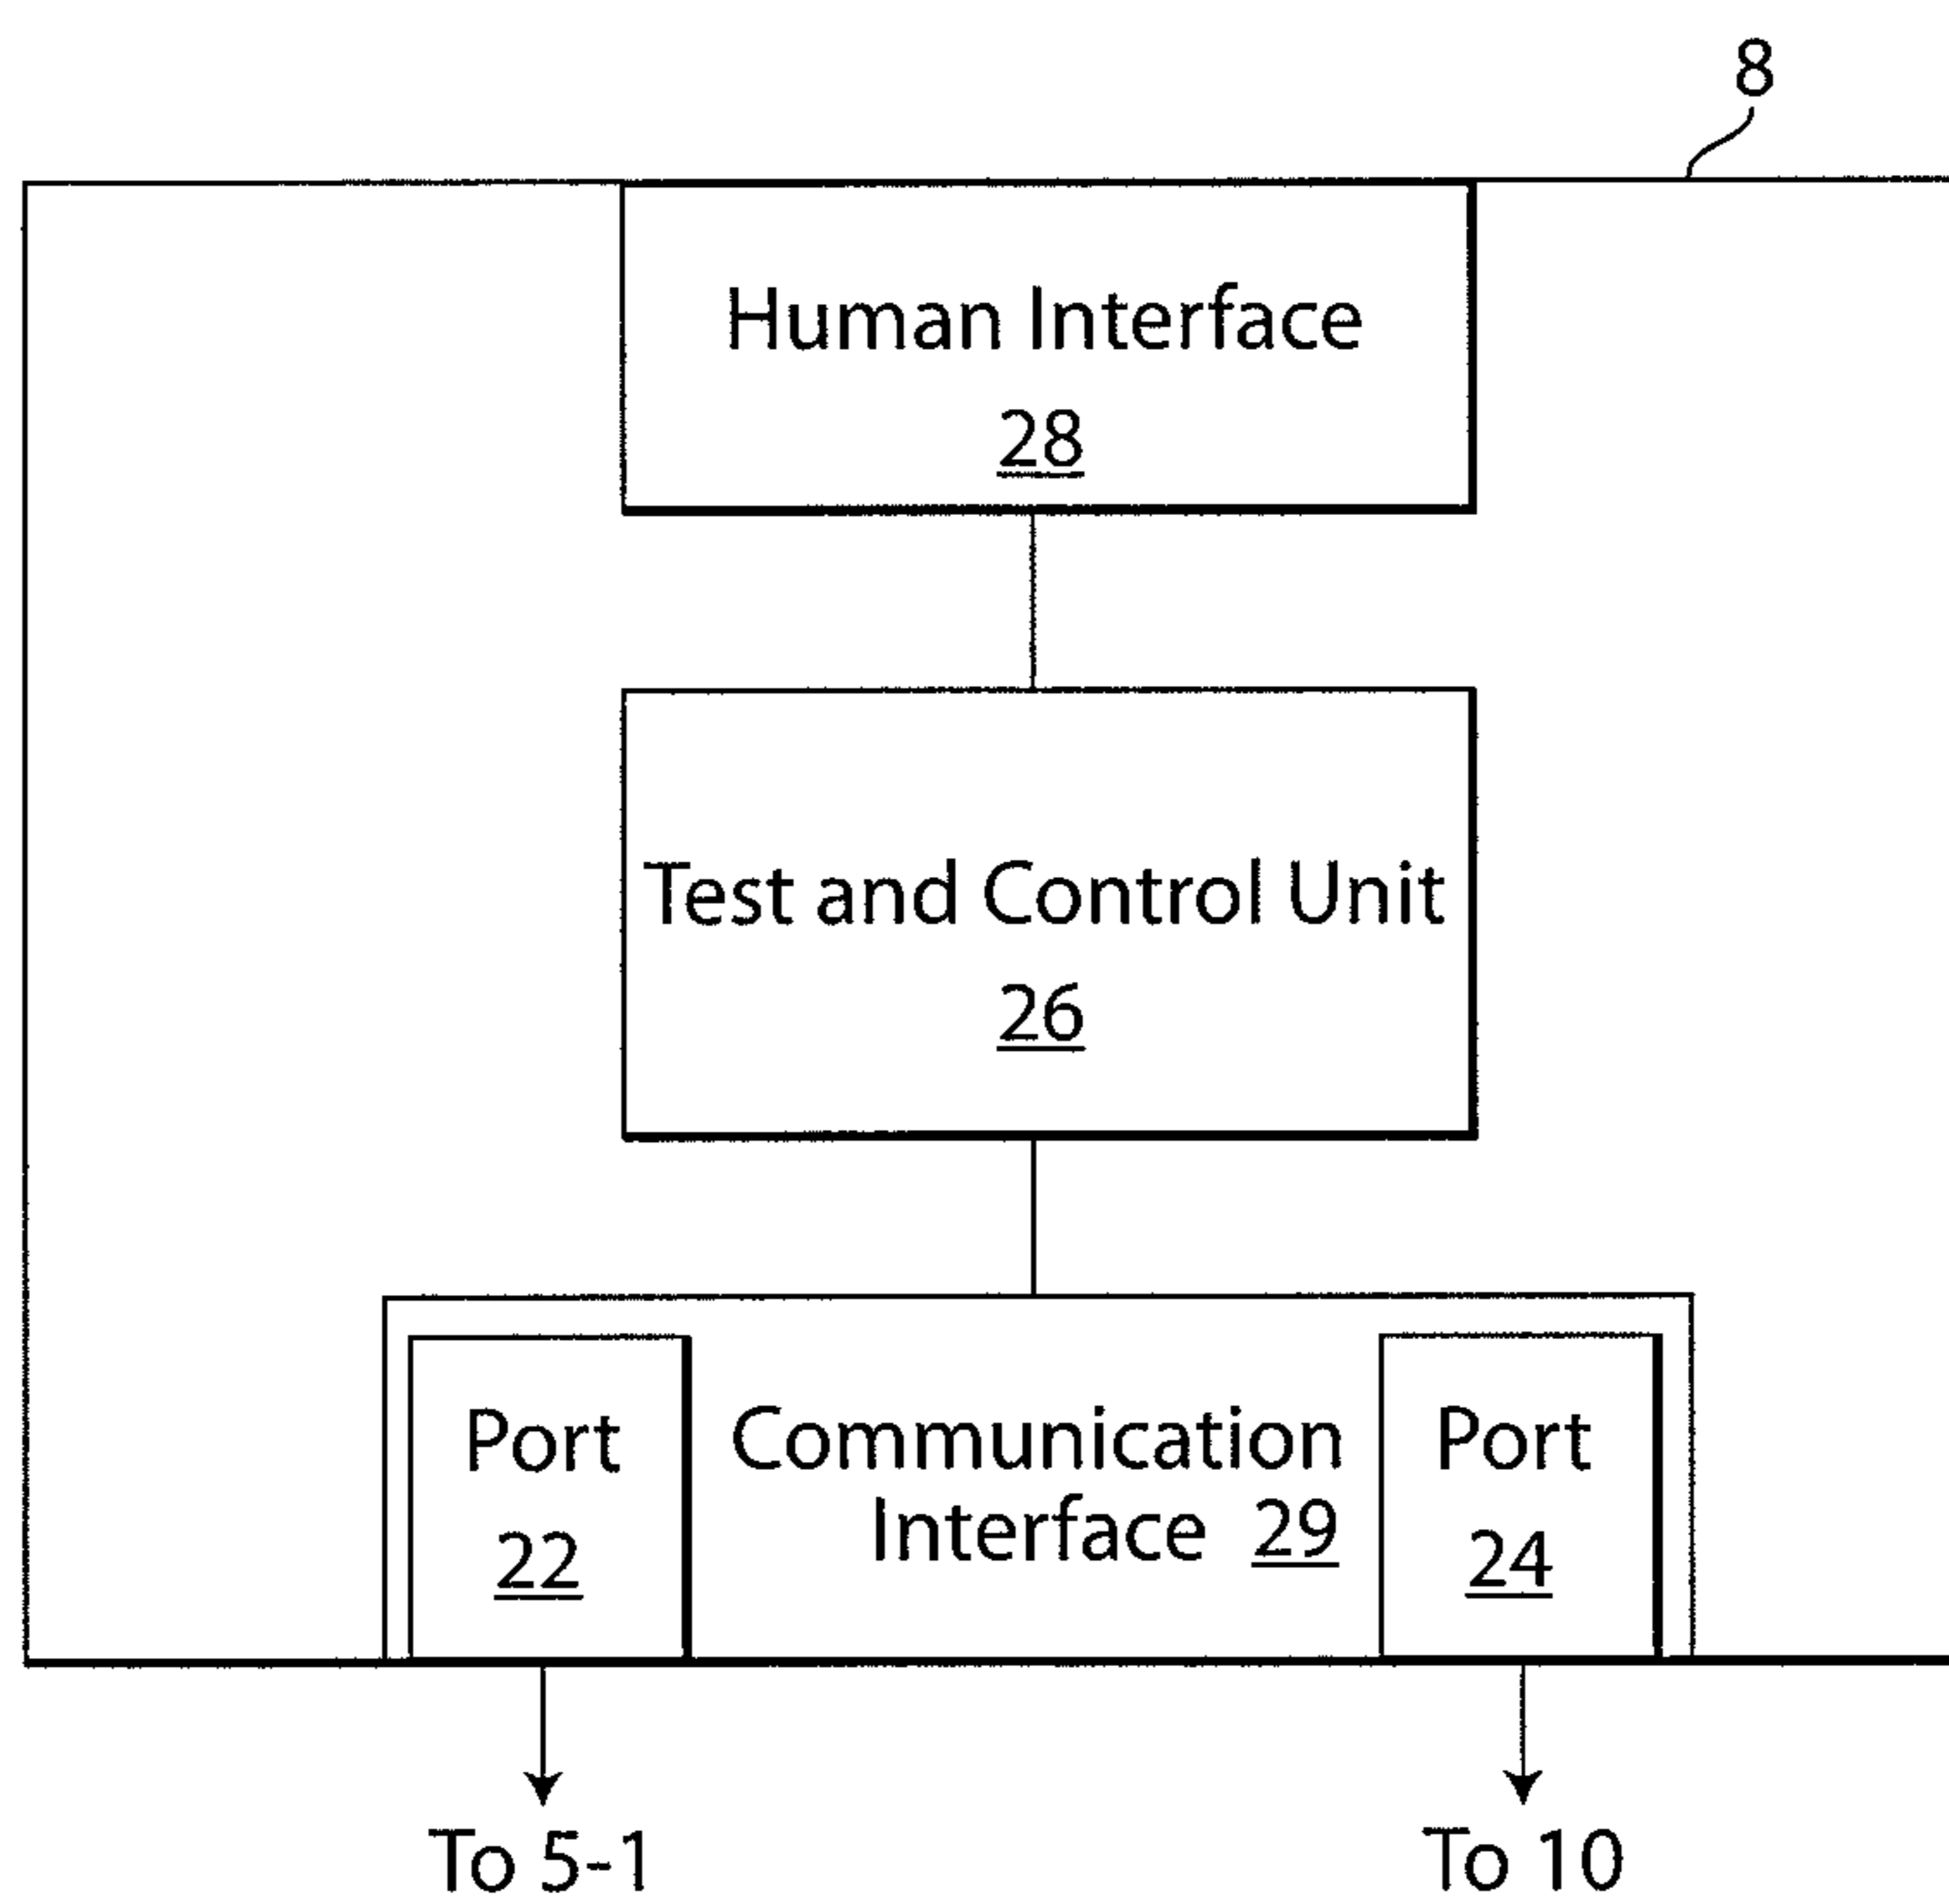 8
Human Interface
28
Test and Control Unit
26
Port
22
Communication
Interface 29
Port
24
To 5-1
To 10